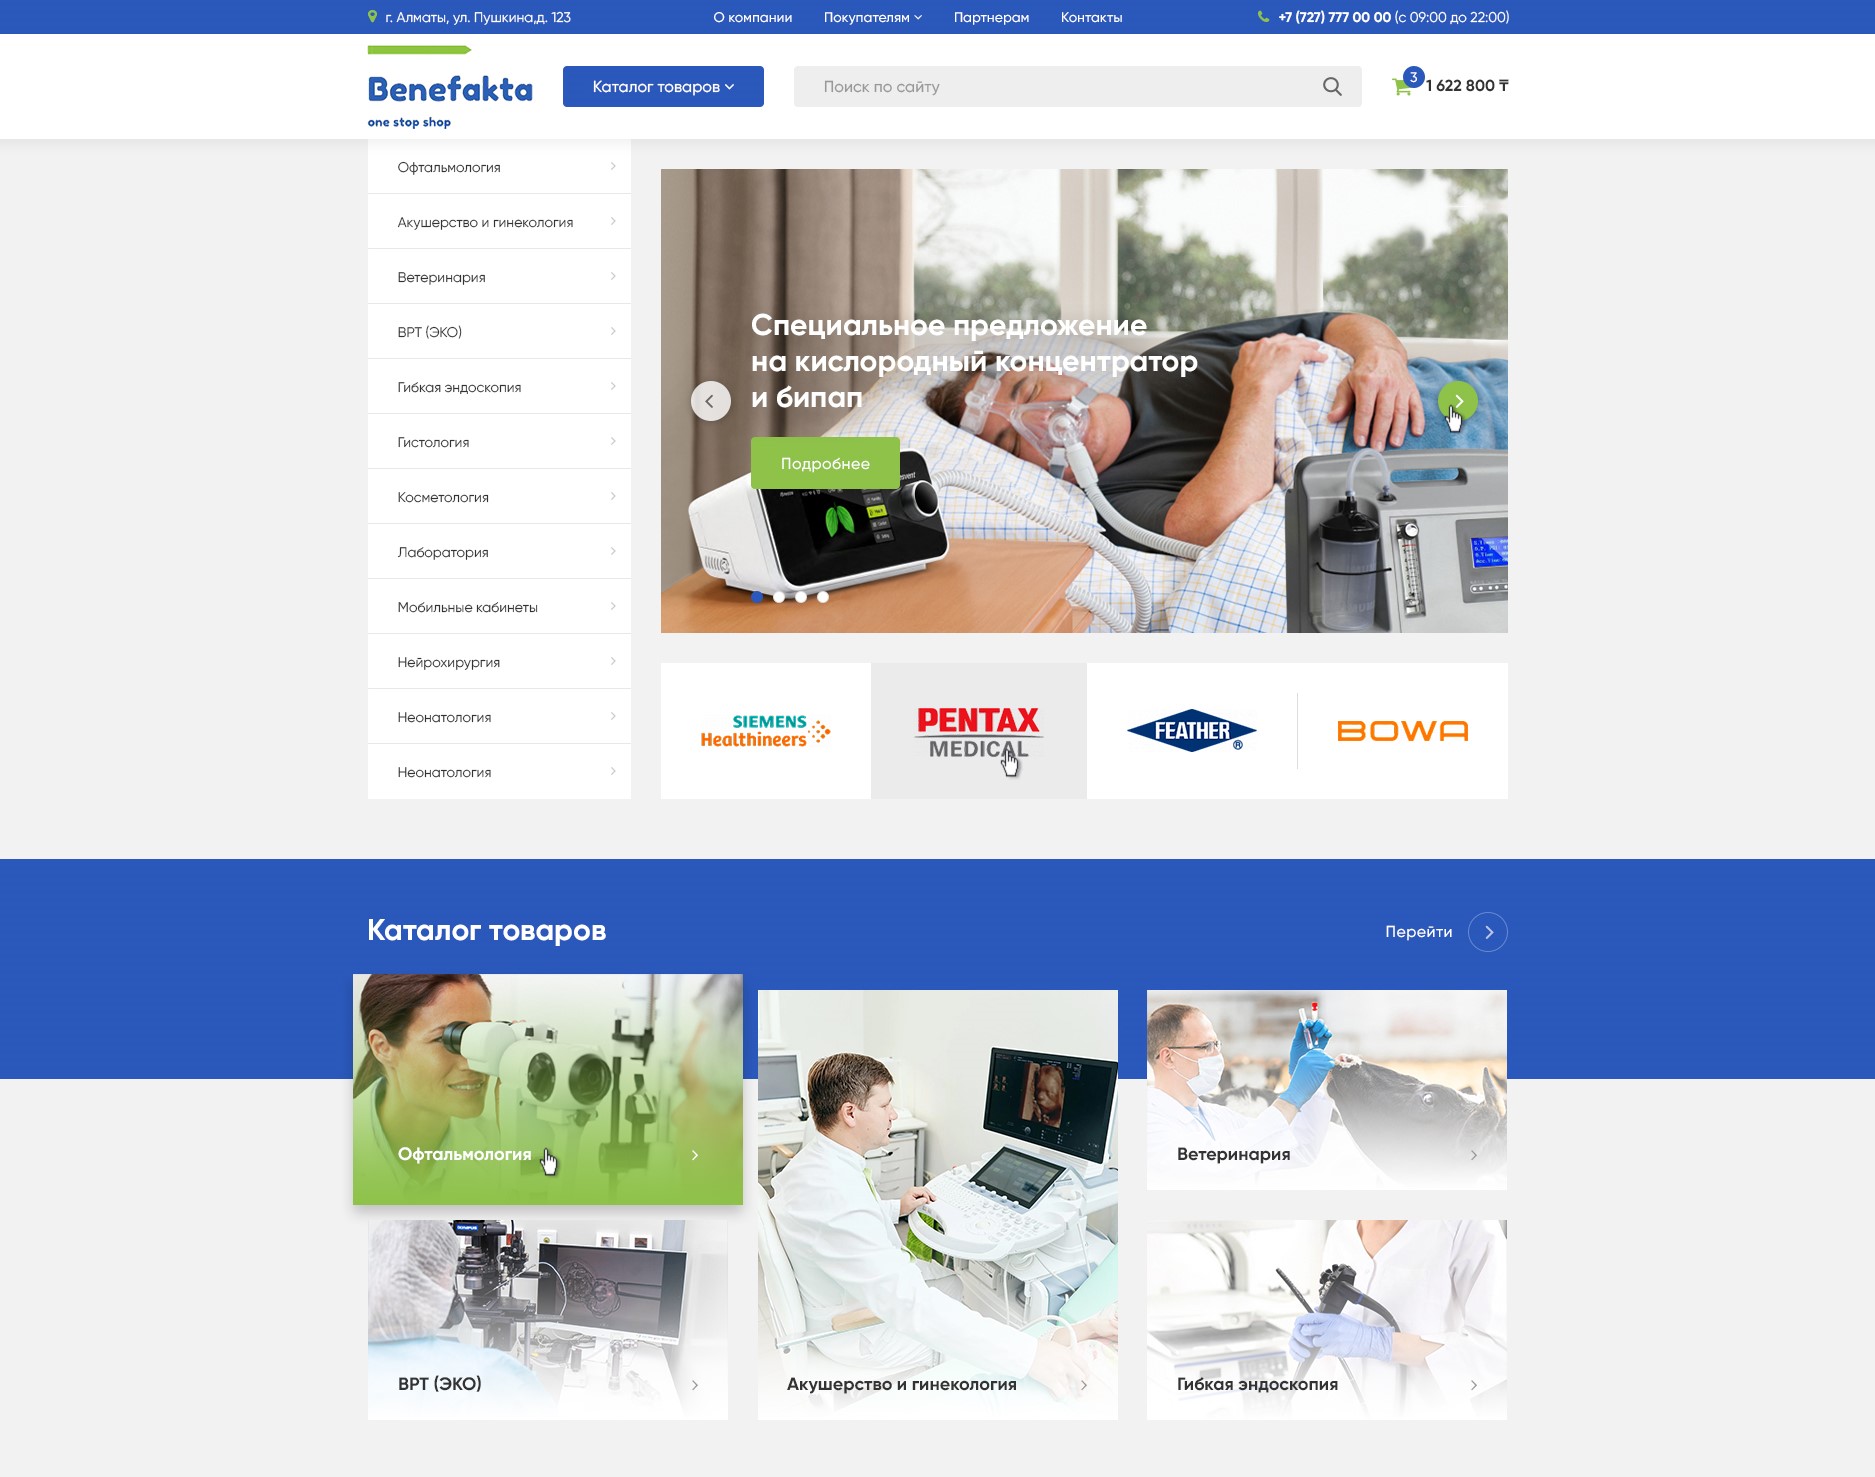 г. Алматы, ул. Пушкина,д. 123
О компании
Покупателям
Партнерам
Контакты
+7 (727) 777 00 00 (с 09:00 до 22:00)
Benefakta
one stop shop
Каталог товаров
Поиск по сайту
3
1 622 800 ₸
Офтальмология
Акушерство и гинекология
Ветеринария
ВРТ (ЭКО)
Гибкая эндоскопия
Гистология
Косметология
Лаборатория
Мобильные кабинеты
Нейрохирургия
Неонатология
Неонатология
Специальное предложение
на кислородный концентратор
и бипап
Подробнее
SIEMENS
Healthineers
PENTAX
MEDICAL
FEATHER
®
BOWA
Каталог товаров
Перейти
Офтальмология
Ветеринария
OLYMPUS
ВРТ (ЭКО)
Акушерство и гинекология
Гибкая эндоскопия